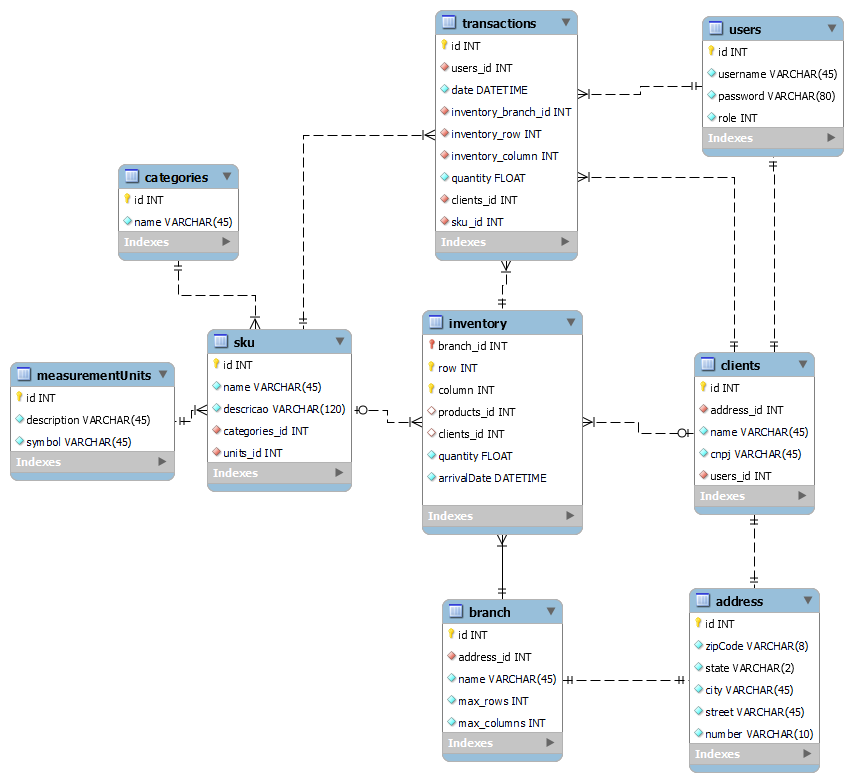 transactions
id INT
users_id INT
date DATETIME
inventory_branch_id INT
inventory_row INT
inventory_column INT
quantity FLOAT
clients_id INT
sku_id INT
Indexes
users
id INT
username VARCHAR(45)
password VARCHAR(80)
role INT
Indexes
categories
id INT
name VARCHAR(45)
Indexes
sku
id INT
name VARCHAR(45)
descricao VARCHAR(120)
categories_id INT
units_id INT
Indexes
measurementUnits
id INT
description VARCHAR(45)
symbol VARCHAR(45)
Indexes
inventory
branch_id INT
row INT
column INT
products_id INT
clients_id INT
quantity FLOAT
arrivalDate DATETIME
Indexes
clients
id INT
address_id INT
name VARCHAR(45)
cnpj VARCHAR(45)
users_id INT
Indexes
branch
id INT
address_id INT
name VARCHAR(45)
max_rows INT
max_columns INT
Indexes
address
id INT
zipCode VARCHAR(8)
state VARCHAR(2)
city VARCHAR(45)
street VARCHAR(45)
number VARCHAR(10)
Indexes